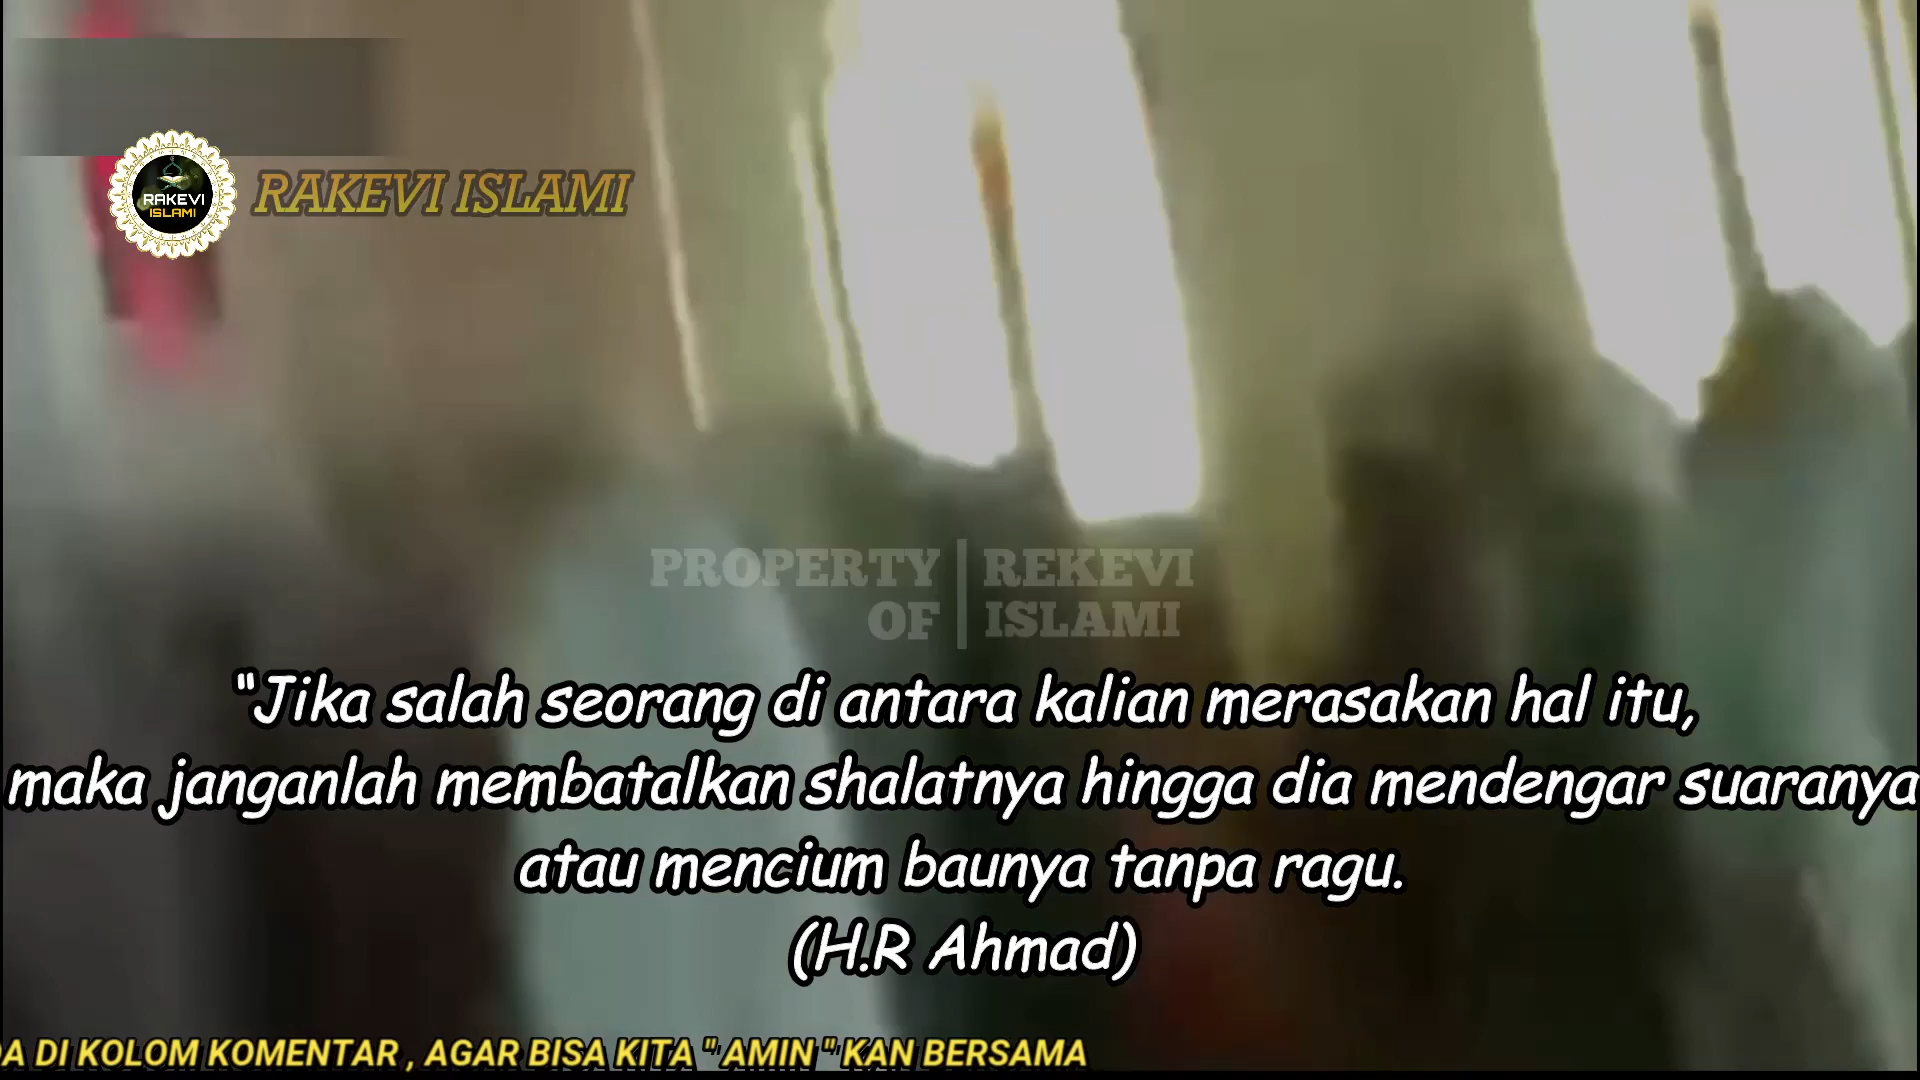 RAKEVI
ISLAMI
RAKEVI ISLAMI
PROPERTY OF
REKEVI ISLAMI
"Jika salah seorang di antara kalian merasakan hal itu,
maka janganlah membatalkan shalatnya hingga dia mendengar suaranya
atau mencium baunya tanpa ragu.
(H.R Ahmad)
DI KOLOM KOMENTAR , AGAR BISA KITA " AMIN " KAN BERSAMA